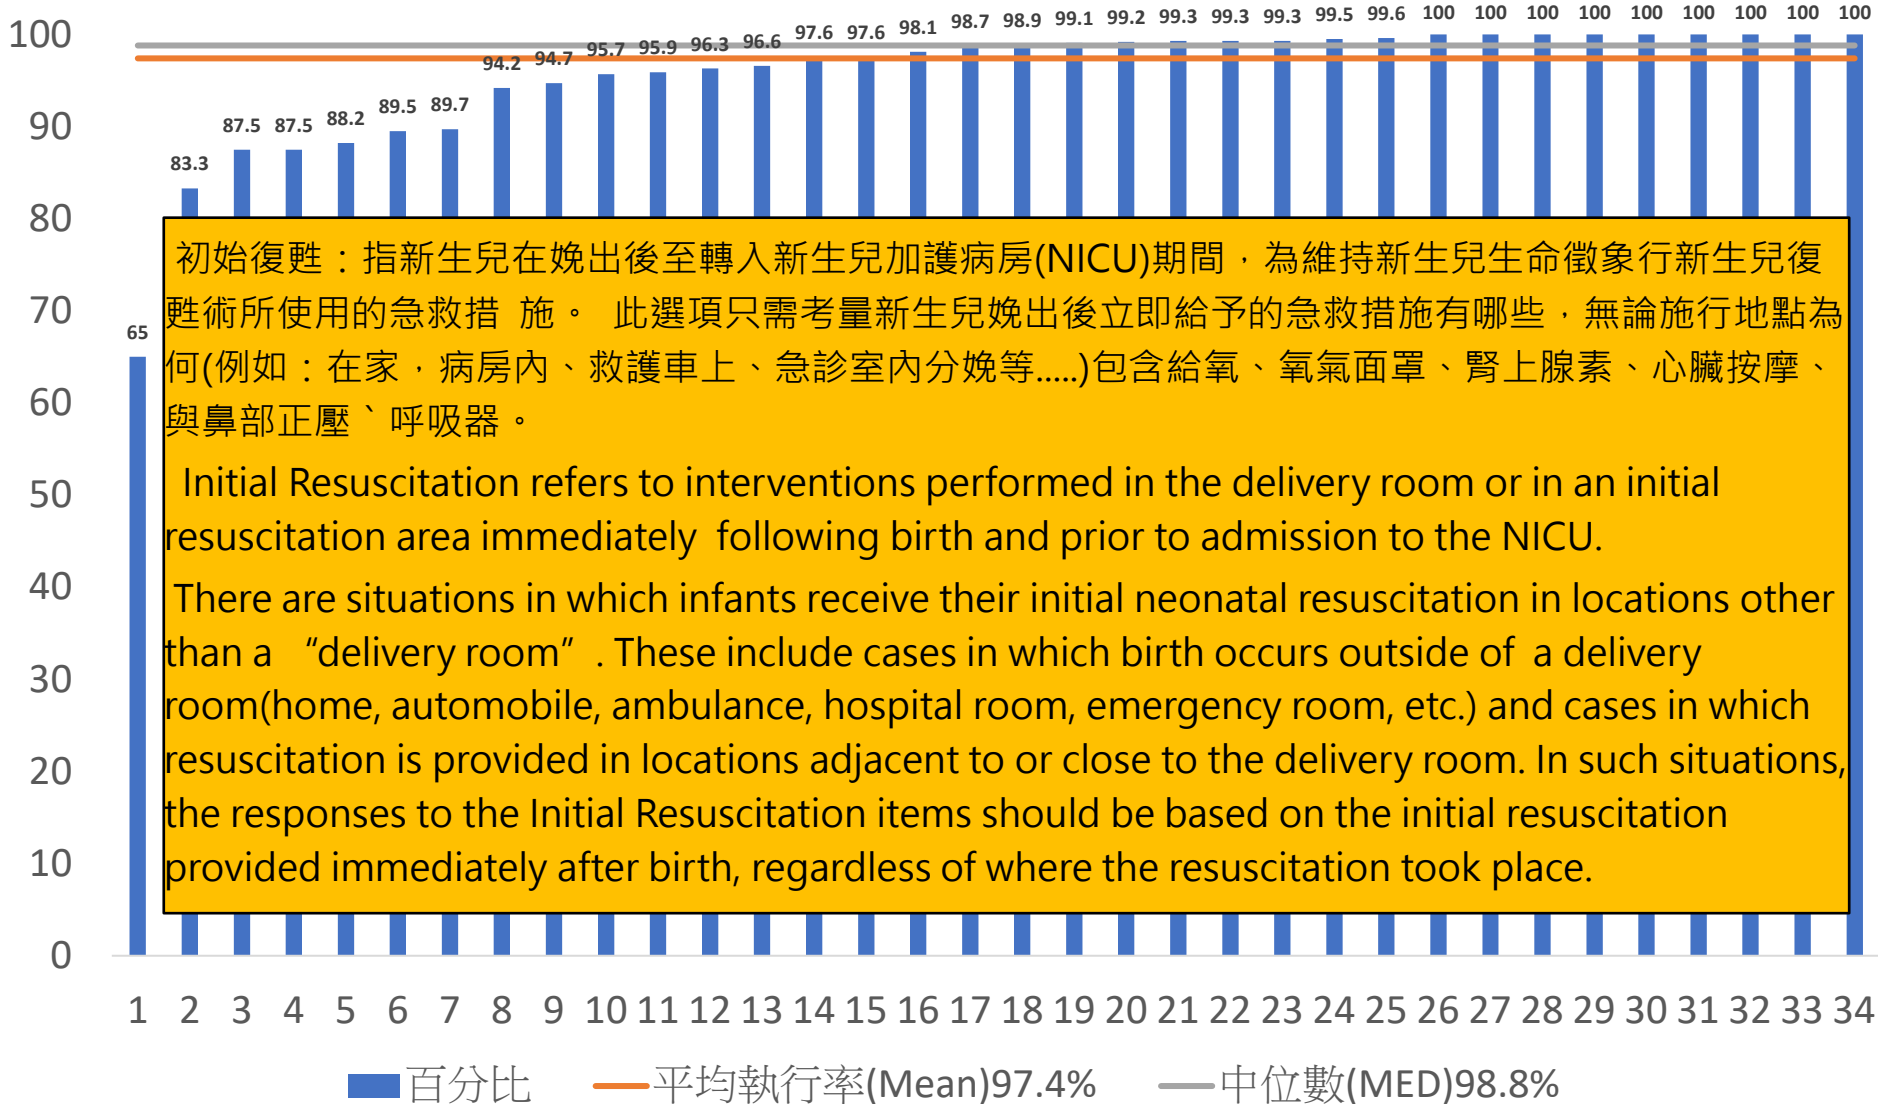 65 83.3 87.5 87.5 88.2 89.5 89.7 94.2 94.7 95.7 95.9 96.3 96.6 97.6 97.6 98.1 98.7 98.9 99.1 99.2 99.3 99.3 99.3 99.5 99.6 100 100 100 100 100 100 100 100 100
100
90
80
70
60
50
40
30
20
10
0
初始復甦：指新生兒在娩出後至轉入新生兒加護病房(NICU)期間，為維持新生兒生命徵象行新生兒復
甦術所使用的急救措 施。 此選項只需考量新生兒娩出後立即給予的急救措施有哪些，無論施行地點為
何(例如：在家，病房內、救護車上、急診室內分娩等.....)包含給氧、氧氣面罩、腎上腺素、心臟按摩、
與鼻部正壓`呼吸器。
Initial Resuscitation refers to interventions performed in the delivery room or in an initial
resuscitation area immediately following birth and prior to admission to the NICU.
There are situations in which infants receive their initial neonatal resuscitation in locations other
than a “delivery room”. These include cases in which birth occurs outside of a delivery
room(home, automobile, ambulance, hospital room, emergency room, etc.) and cases in which
resuscitation is provided in locations adjacent to or close to the delivery room. In such situations,
the responses to the Initial Resuscitation items should be based on the initial resuscitation
provided immediately after birth, regardless of where the resuscitation took place.
1 2 3 4 5 6 7 8 9 10 11 12 13 14 15 16 17 18 19 20 21 22 23 24 25 26 27 28 29 30 31 32 33 34
百分比 平均執行率(Mean)97.4% 中位數(MED)98.8%